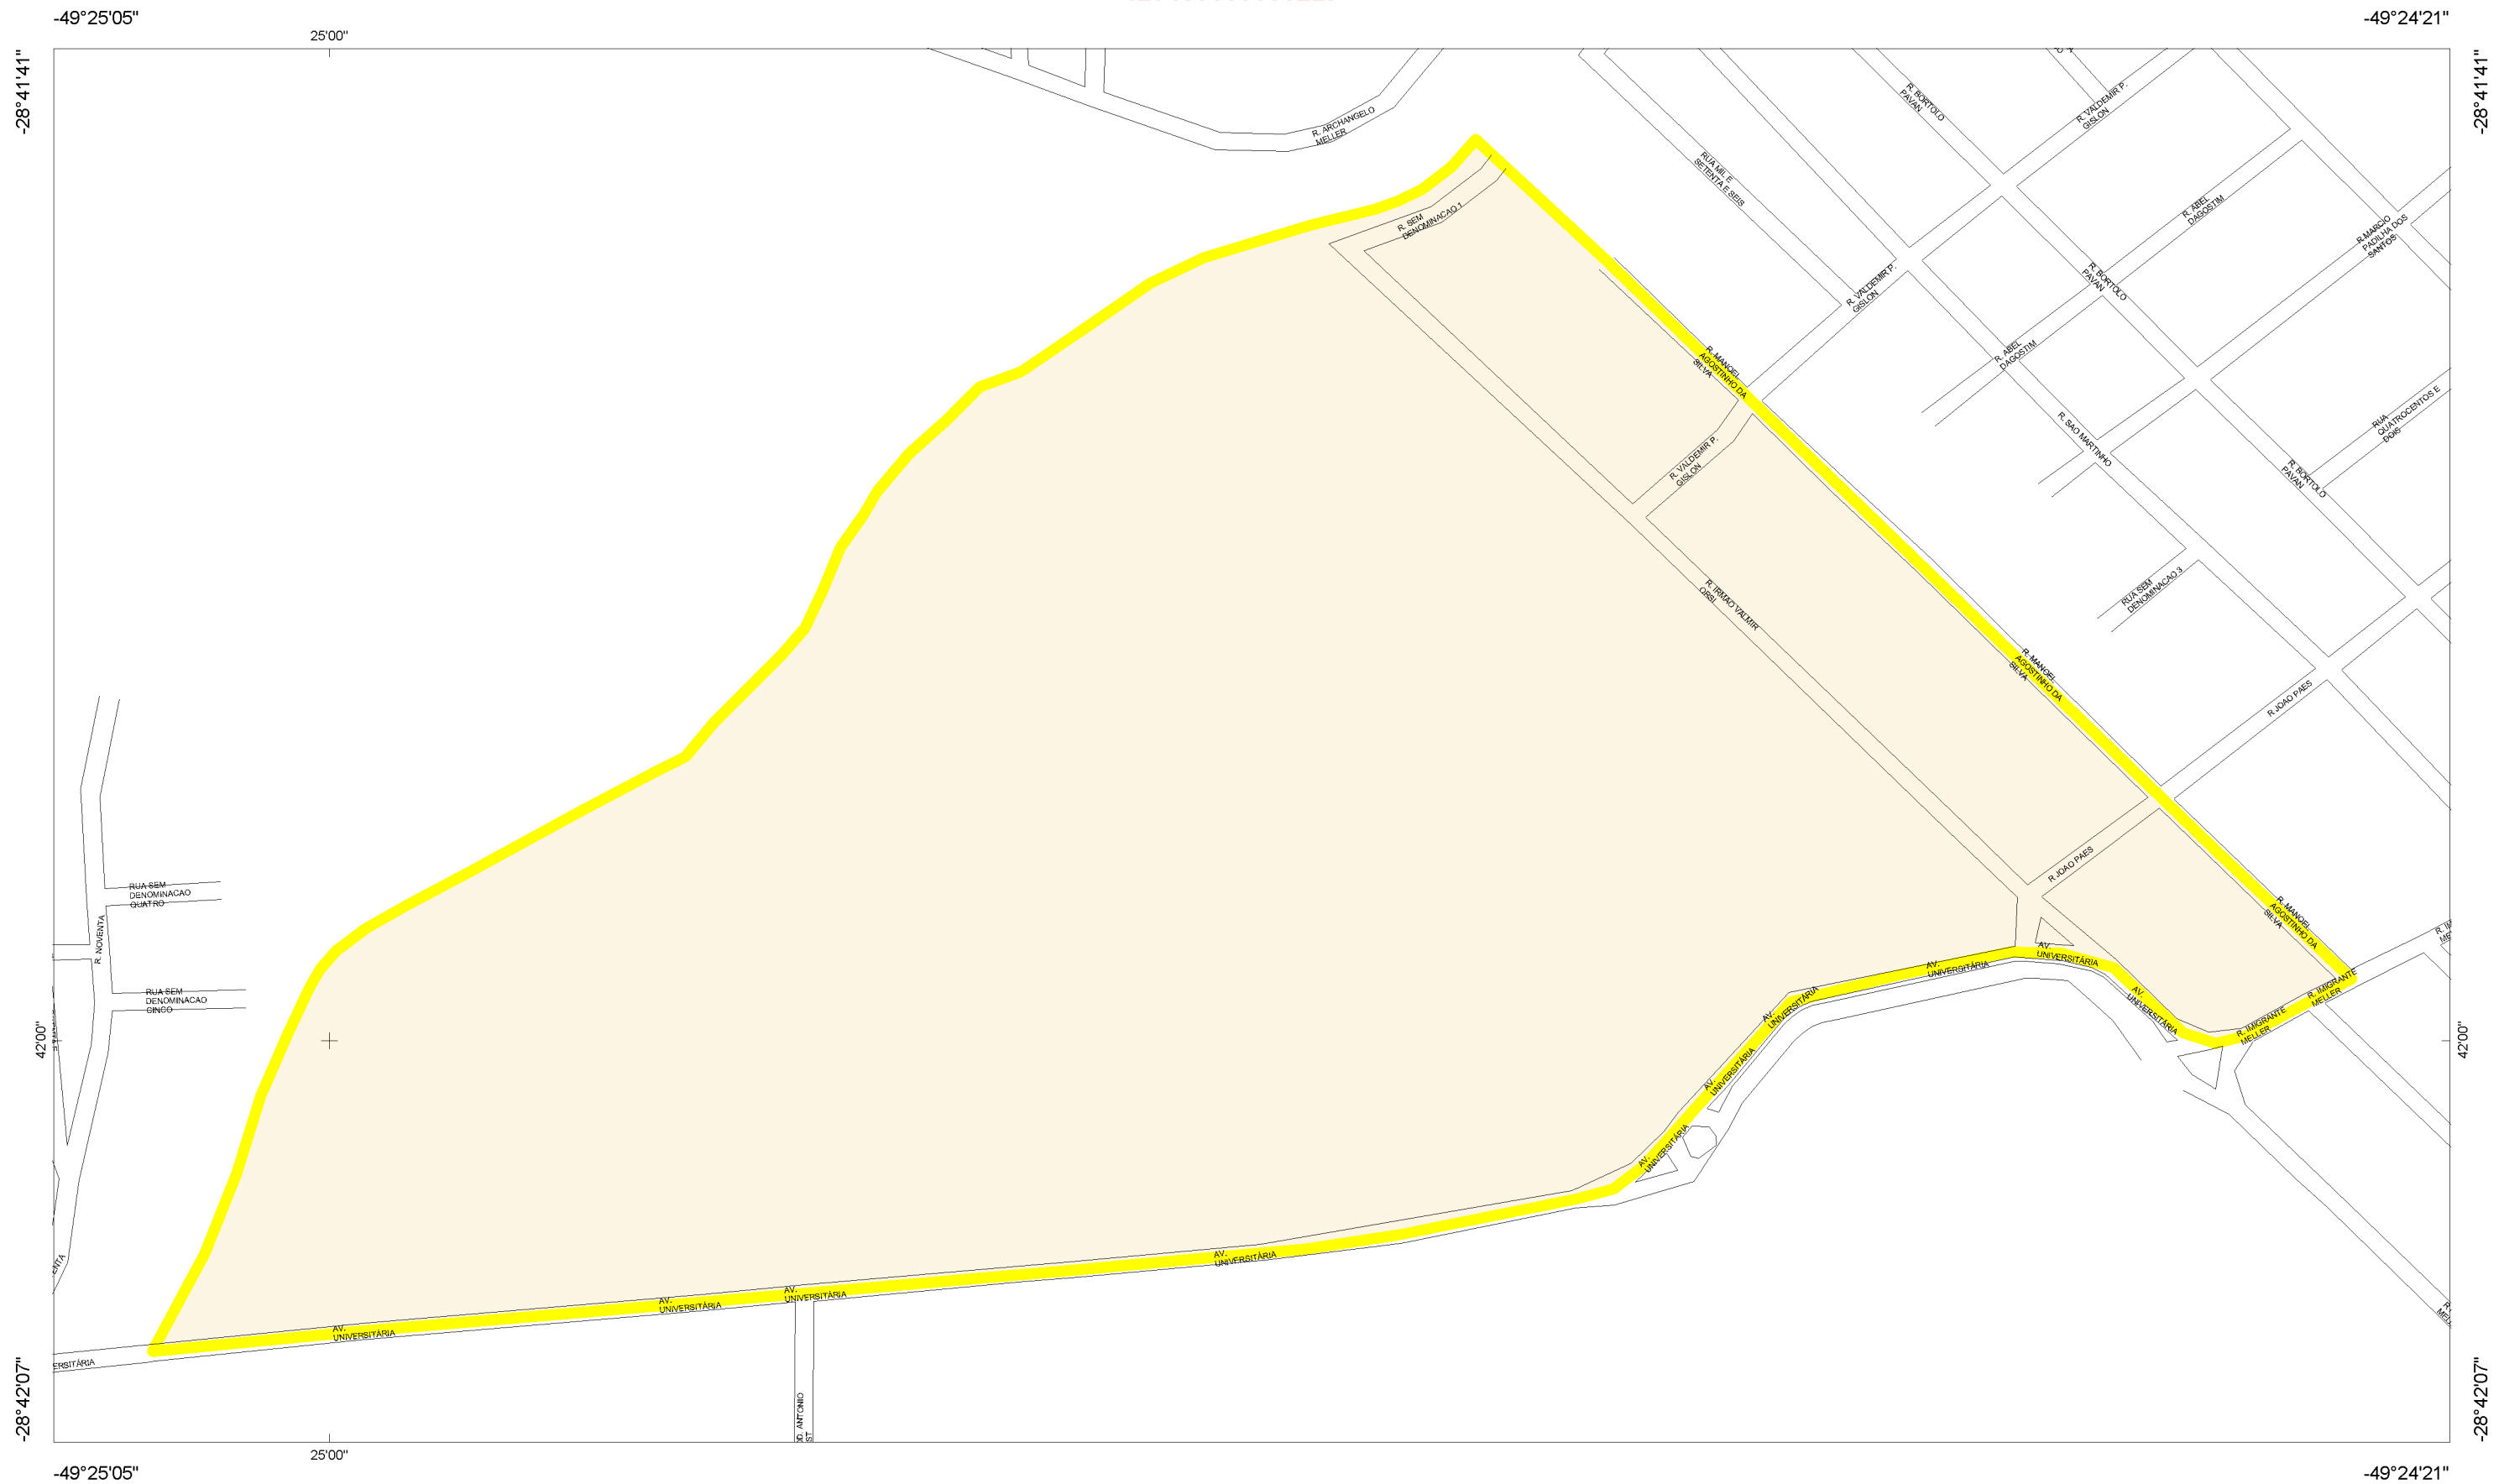 -49°25'05"
-49°24'21"
25'00"
-28°41'41"
-28°41'41"
R. ARCHANGELO
MELLER
R. BORTOLO
PAVAN
R. VALDEMIR P.
GISLON
RUA MIL E
SETENTA E SEIS
R. ABEL
DAGOSTIM
R. SEM
DENOMINACAO 1
R.MARCIO
PADILHA DOS
SANTOS
R. VALDEMIR P.
GISLON
R. BORTOLO
PAVAN
R. ABEL
DAGOSTIM
R. MANOEL
AGOSTINHO DA
SILVA
RUA
QUATROCENTOS E
DOIS
R. SAO MARTINHO
R. VALDEMIR P.
GISLON
R. BORTOLO
PAVAN
RUA SEM
DENOMINACAO 3
R. IRMAO VALMIR
ORSI
R. MANOEL
AGOSTINHO DA
SILVA
R JOAO PAES
R JOAO PAES
RUA SEM
DENOMINACAO
QUATRO
R. NOVENTA
R. MANOEL
AGOSTINHO DA
SILVA
AV.
UNIVERSITÁRIA
AV.
UNIVERSITÁRIA
R. IMIGRANTE
MELLER
AV.
UNIVERSITÁRIA
AV.
UNIVERSITÁRIA
RUA SEM
DENOMINACAO
CINCO
R. IMIGRANTE
MELLER
42'00"
42'00"
AV.
UNIVERSITÁRIA
AV.
UNIVERSITÁRIA
ENTA
AV.
UNIVERSITÁRIA
AV.
UNIVERSITÁRIA
AV.
UNIVERSITÁRIA
AV.
UNIVERSITÁRIA
ERSITÁRIA
ANTONIO
-28°42'07"
-28°42'07"
25'00"
-49°25'05"
-49°24'21"